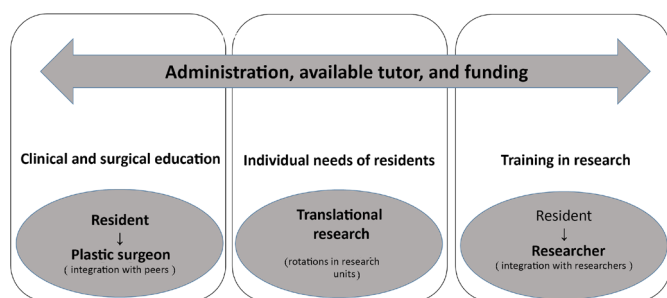 Administration, available tutor, and funding
Clinical and surgical education
Resident
↓
Plastic surgeon
( integration with peers )
Individual needs of residents
Translational
research
(rotations in research
units)
Training in research
Resident
↓
Researcher
( integration with researchers )